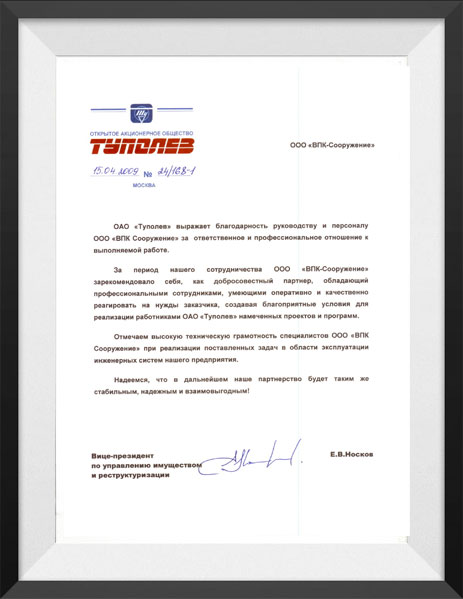 ОТКРЫТОЕ АКЦИОНЕРНОЕ ОБЩЕСТВО
ТУПОЛЕВ
ООО «ВПК-Сооружение»
15.04 2009 № 24/168-1
МОСКВА
ОАО «Туполев» выражает благодарность руководству и персоналу
ООО «ВПК Сооружение» за ответственное и профессиональное отношение к
выполняемой работе.
За период нашего сотрудничества ООО «ВПК-Сооружение»
зарекомендовало себя, как добросовестный партнер, обладающий
профессиональными сотрудниками, умеющими оперативно и качественно
реагировать на нужды заказчика, создавая благоприятные условия для
реализации работниками ОАО «Туполев» намеченных проектов и программ.
Отмечаем высокую техническую грамотность специалистов ООО «ВПК
Сооружение» при реализации поставленных задач в области эксплуатации
инженерных систем нашего предприятия.
Надеемся, что в дальнейшем наше партнерство будет таким же
стабильным, надежным и взаимовыгодным!
Вице-президент
по управлению имуществом
и реструктуризации
Е.В.Носков